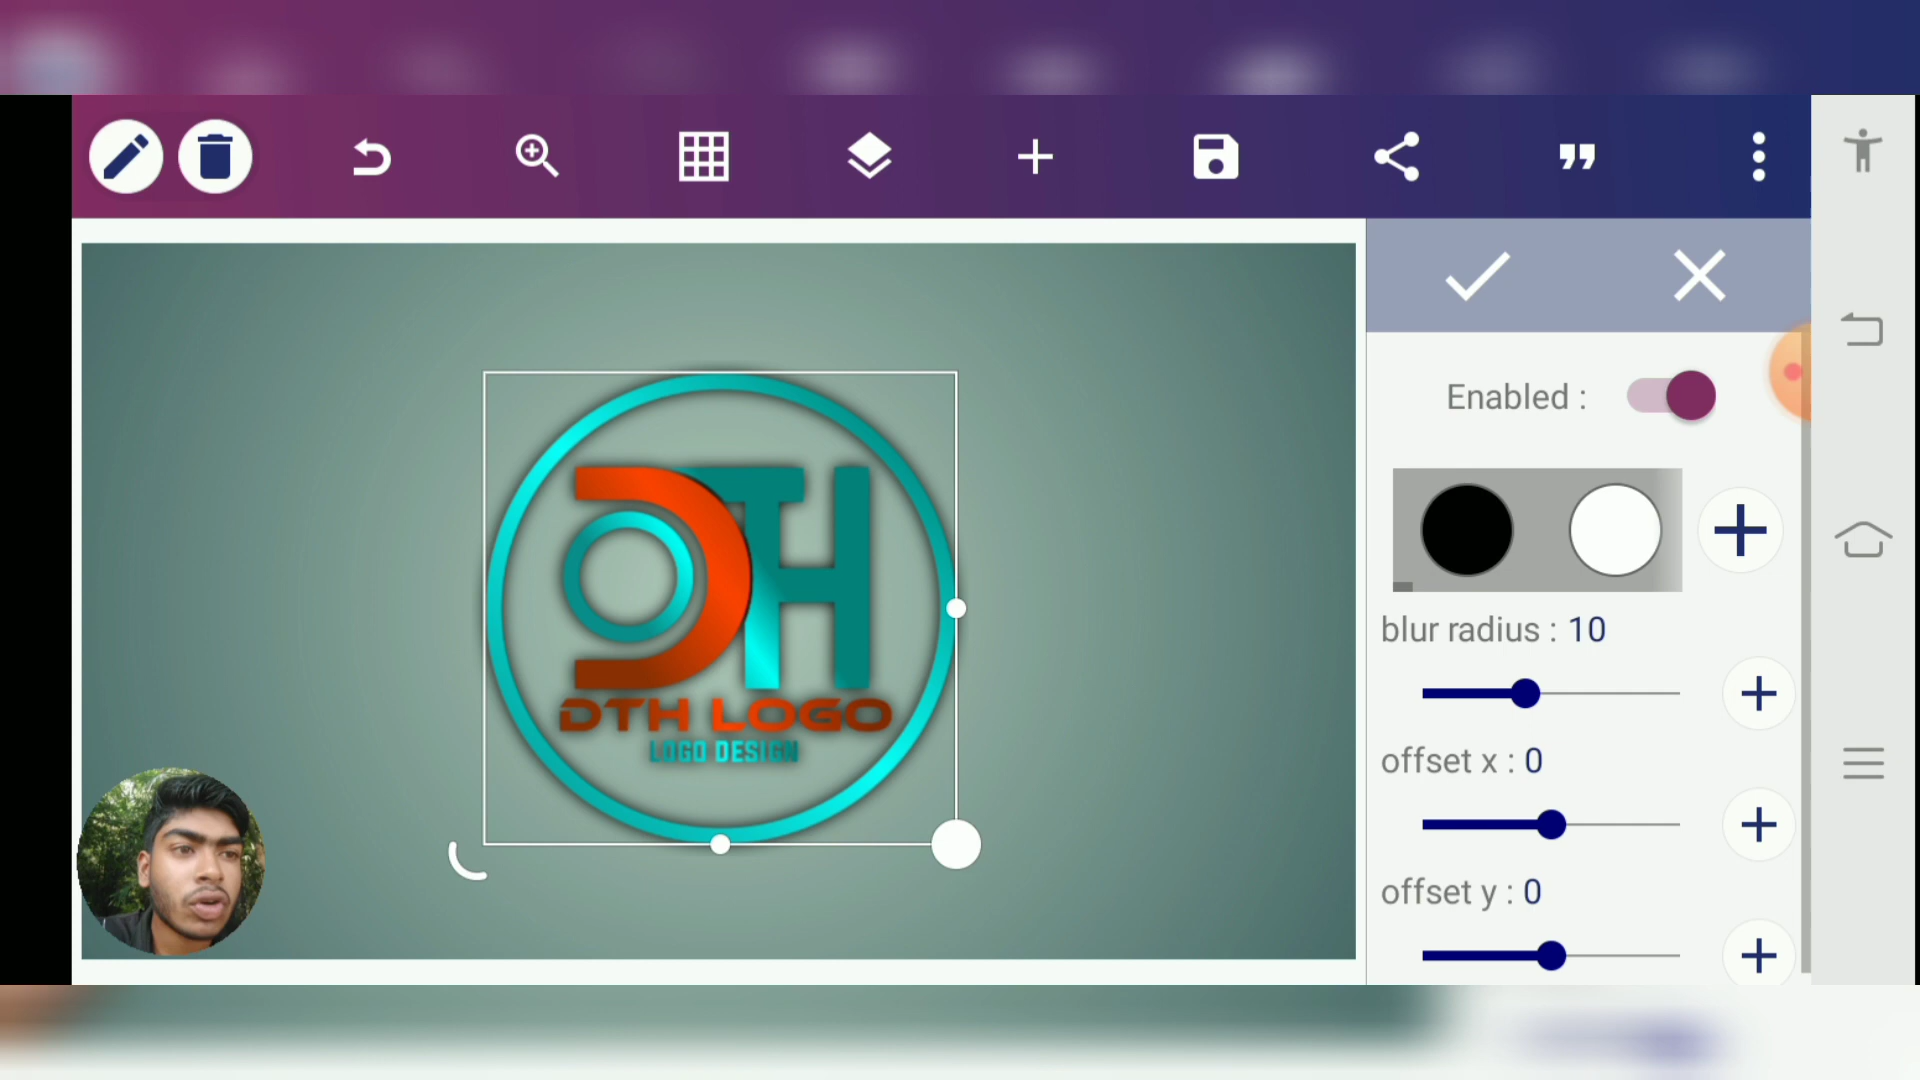 Enabled :
blur radius : 10
offset x : 0
offset y : 0
DTH
DTH LOGO
LOGO DESIGN